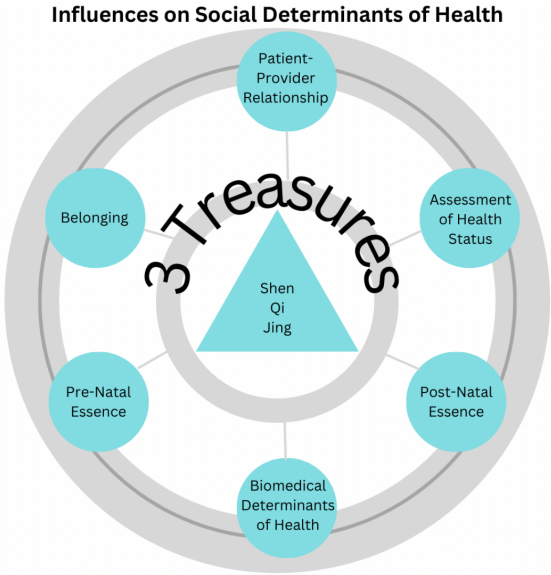 Influences on Social Determinants of Health
Patient-
Provider
Relationship
Belonging
Assessment
of Health
Status
3 Treasures
Shen
Qi
Jing
Pre-Natal
Essence
Post-Natal
Essence
Biomedical
Determinants
of Health